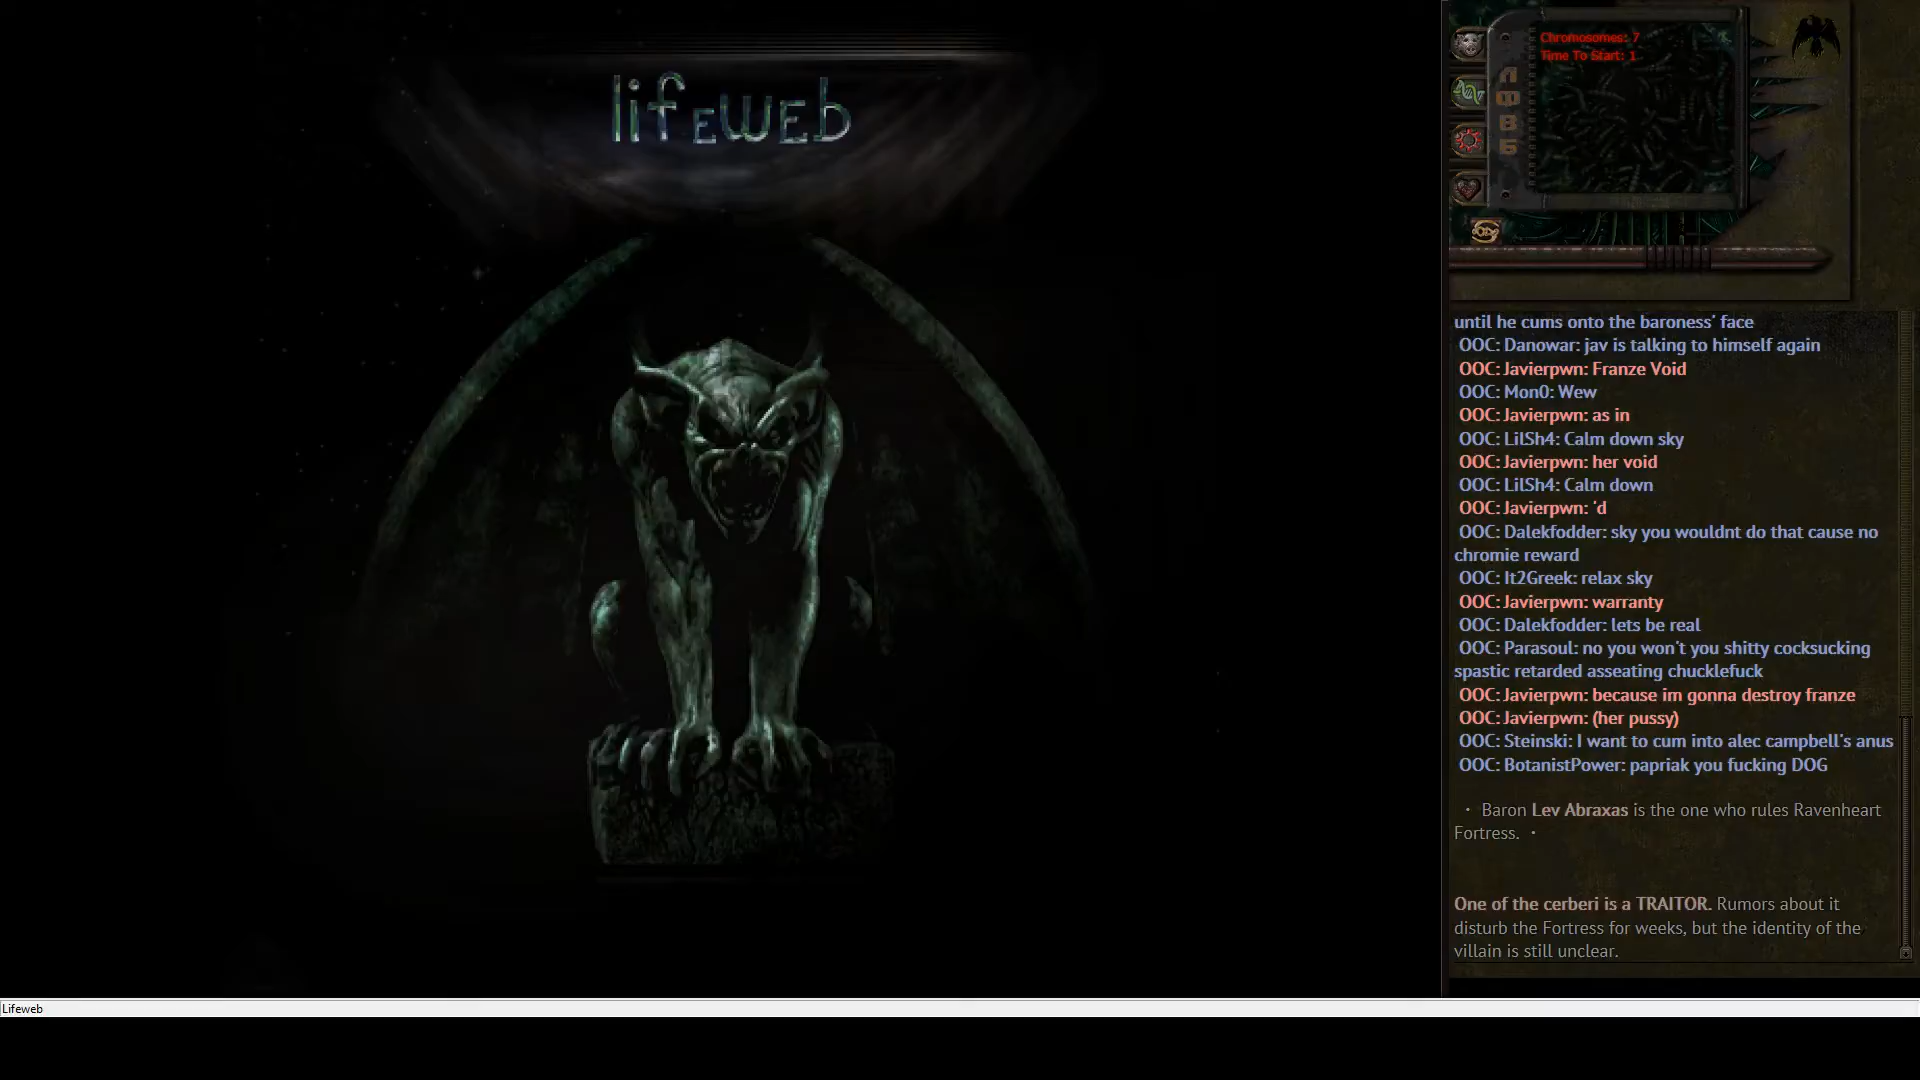 lifEWEb
Chromosomes: 7
Time To Start: 1
Л
Ф
В
Б
until he cums onto the baroness' face
OOC: Danowar: jav is talking to himself again
OOC: Javierpwn: Franze Void
OOC: Mon0: Wew
OOC: Javierpwn: as in
OOC: LilSh4: Calm down sky
OOC: Javierpwn: her void
OOC: LilSh4: Calm down
OOC: Javierpwn: 'd
OOC: Dalekfodder: sky you wouldnt do that cause no
chromie reward
OOC: It2Greek: relax sky
OOC: Javierpwn: warranty
OOC: Dalekfodder: lets be real
OOC: Parasoul: no you won't you shitty cocksucking
spastic retarded asseating chucklefuck
OOC: Javierpwn: because im gonna destroy franze
OOC: Javierpwn: (her pussy)
OOC: Steinski: I want to cum into alec campbell's anus
OOC: BotanistPower: papriak you fucking DOG
· Baron Lev Abraxas is the one who rules Ravenheart
Fortress. ·
One of the cerberi is a TRAITOR. Rumors about it
disturb the Fortress for weeks, but the identity of the
villain is still unclear.
Lifeweb